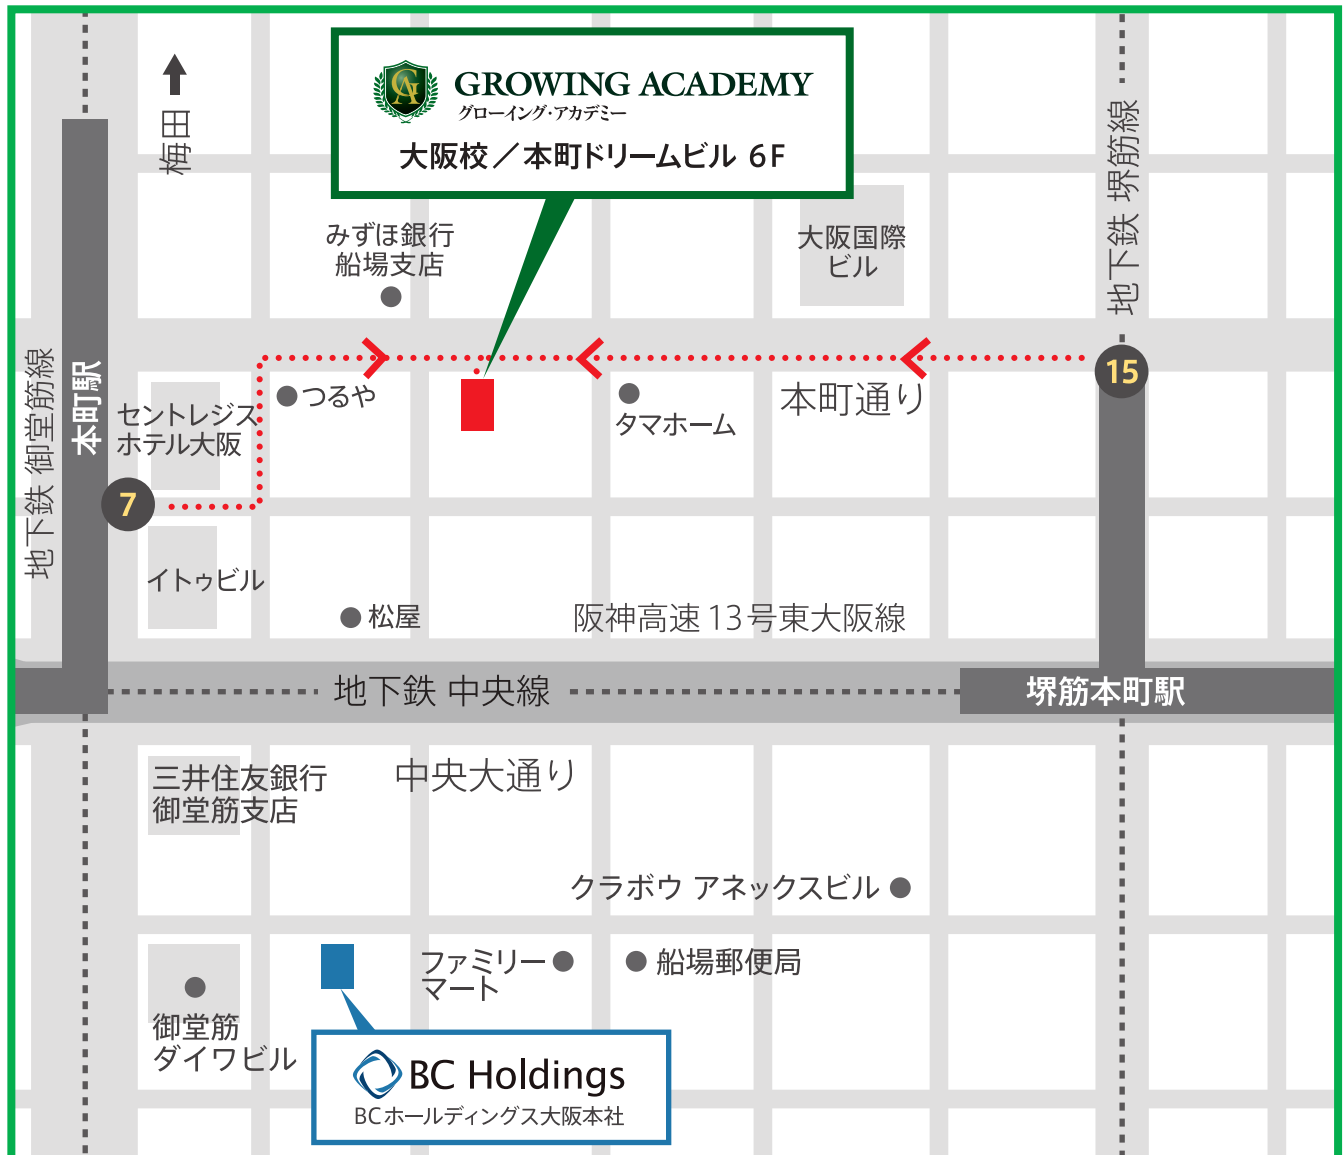 梅田
GROWING ACADEMY
グローイング・アカデミー
大阪校／本町ドリームビル 6F
地下鉄 堺筋線
みずほ銀行
船場支店
大阪国際
ビル
地下鉄 御堂筋線
本町駅
15
つるや
本町通り
セントレジス
ホテル大阪
タマホーム
7
イトゥビル
松屋
阪神高速13号東大阪線
地下鉄 中央線
堺筋本町駅
三井住友銀行
御堂筋支店
中央大通り
クラボウ アネックスビル
ファミリー
マート
船場郵便局
御堂筋
ダイワビル
BC Holdings
BCホールディングス大阪本社